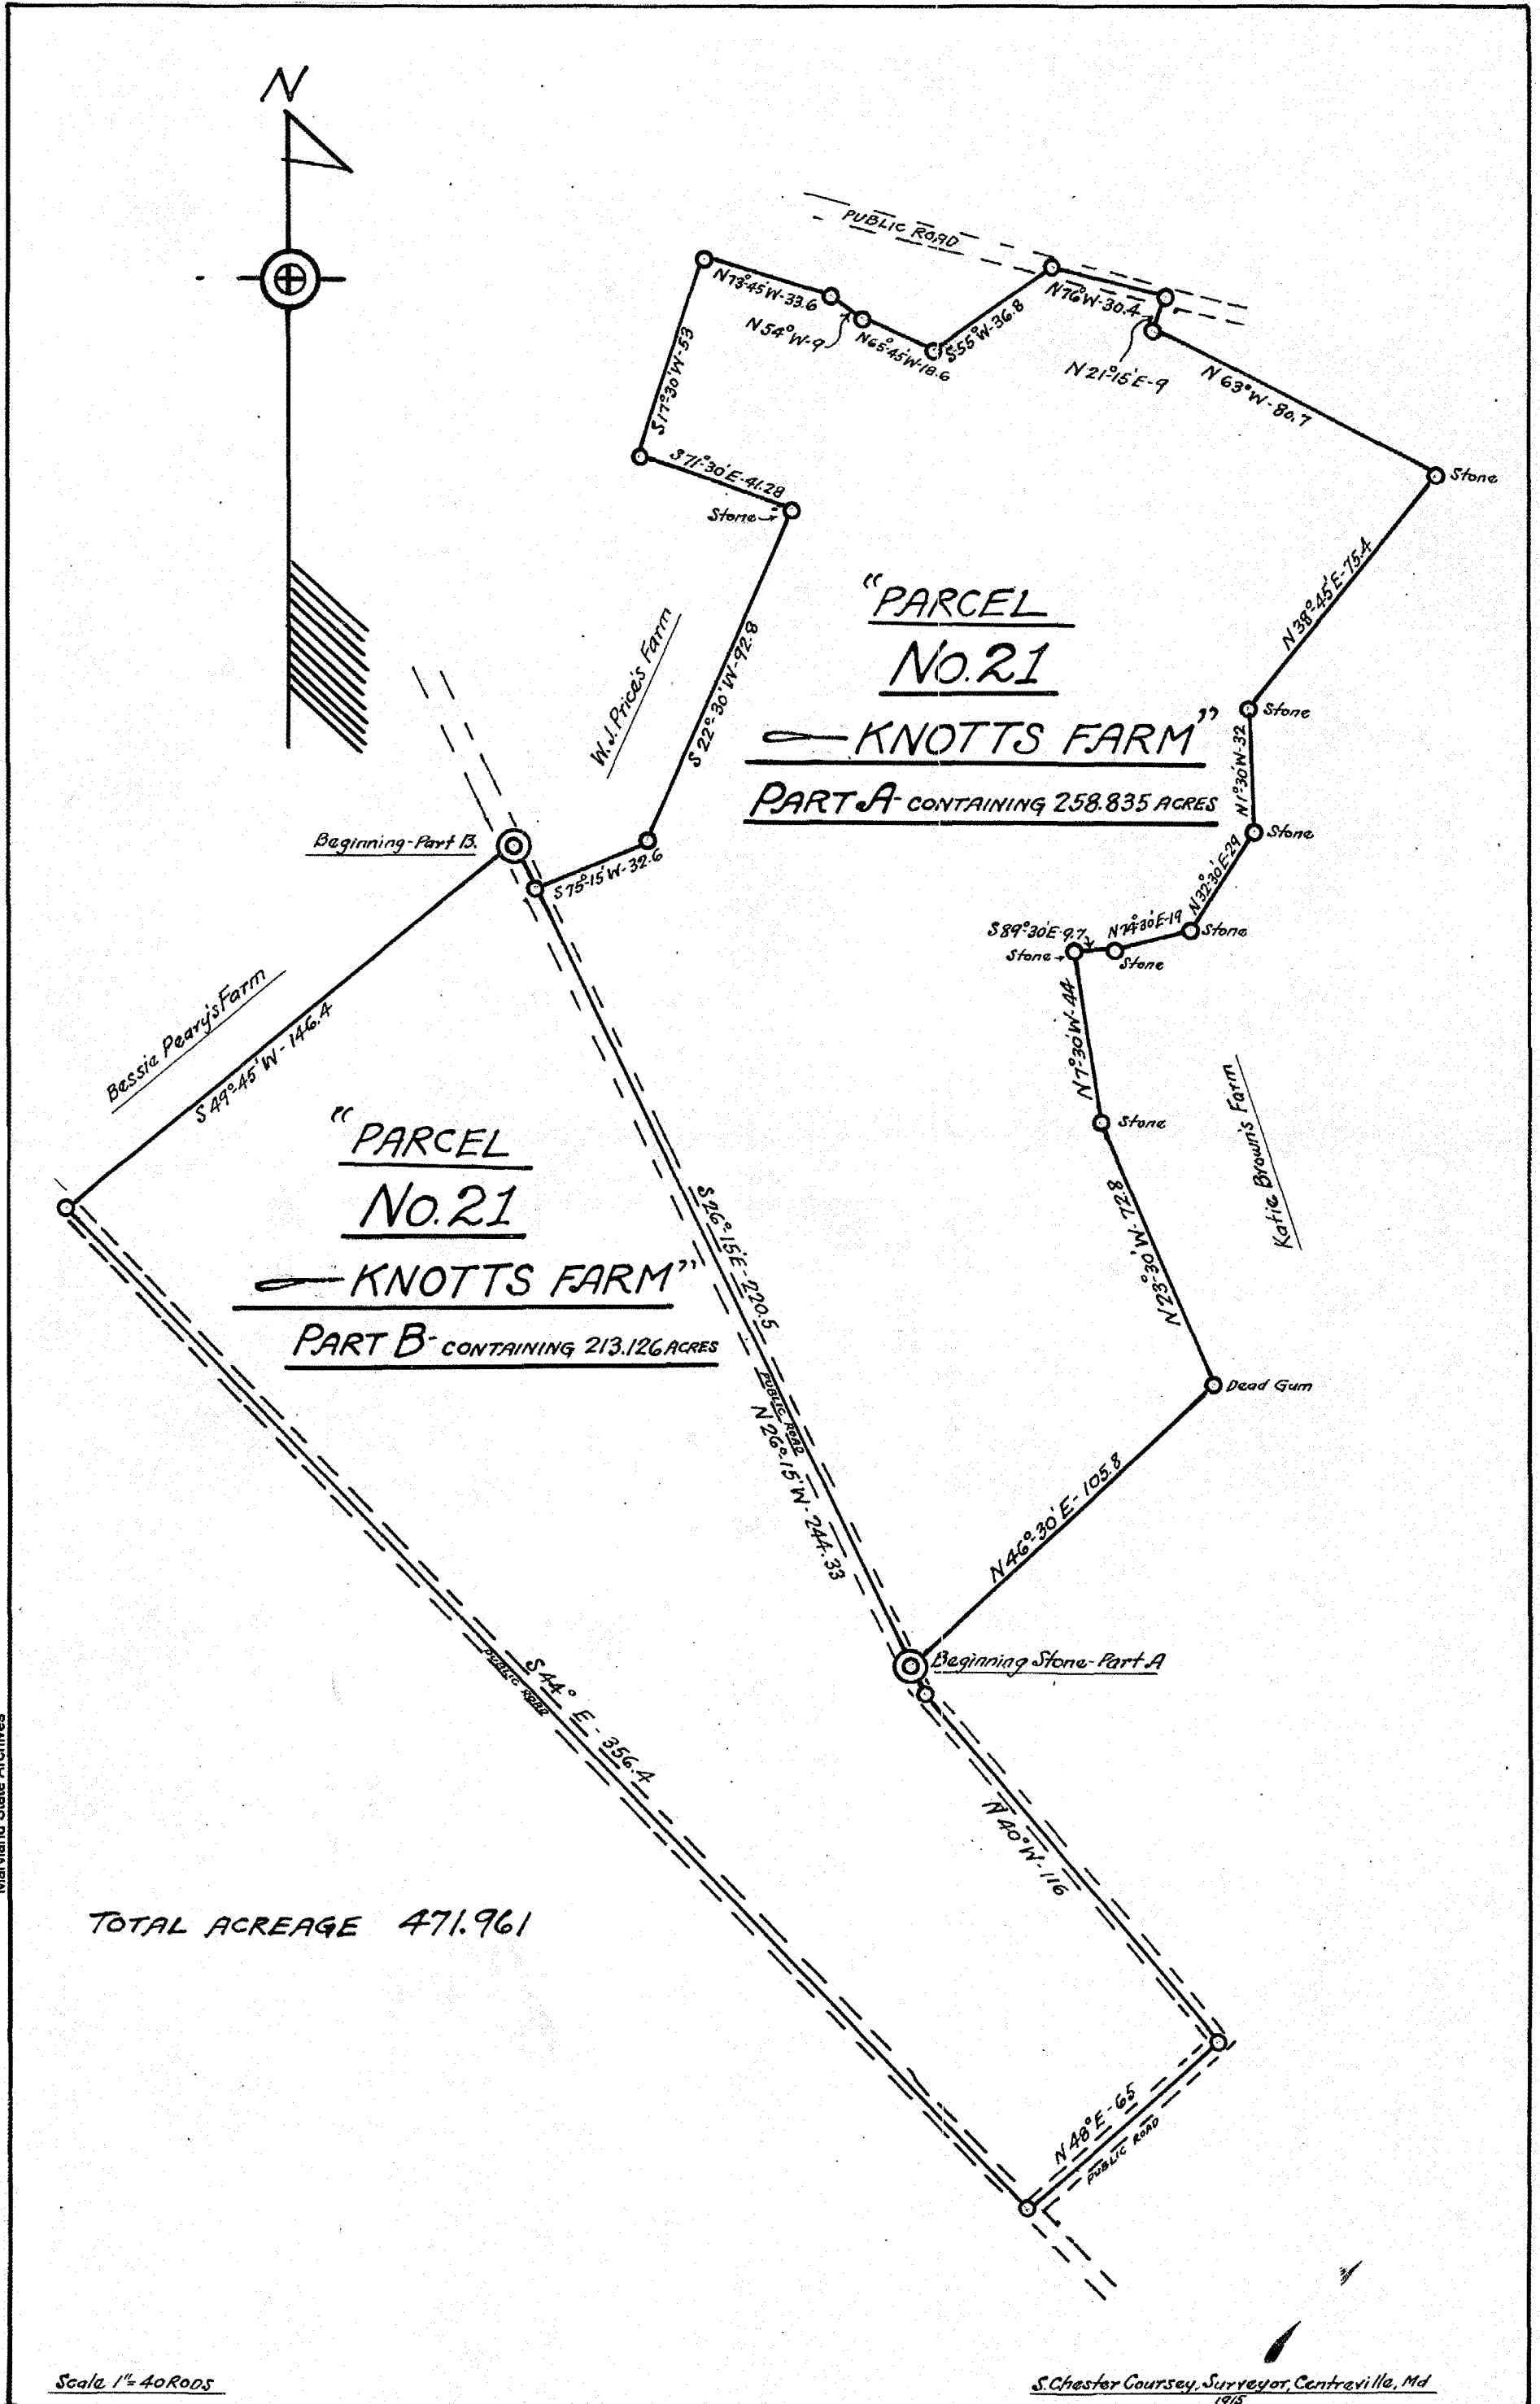 N
PUBLIC ROAD
N73°45'W-33.6
N54°W-9
N65°45'W-18.6
S55°W-36.8
N76°W-30.4
N21°15'E-9
N63°W-80.7
Stone
S17°30'W-53
S71°30'E-41.28
Stone
N38°45'E-75.4
"PARCEL
No.21
KNOTTS FARM"
PART A- CONTAINING 258.835 ACRES
W.J.Price's Farm
S22°30'W-92.8
Stone
N1°30'W-32
Stone
Beginning-Part B.
S75°15'W-32.6
N32°30'E-29
S89°30'E-9.7
N74°30'E-19
Stone
Stone
Stone
N7°30'W-44
Bessie Peary's Farm
S49°45'W-146.4
Katie Brown's Farm
Stone
"PARCEL
No.21
KNOTTS FARM"
PART B- CONTAINING 213.126 ACRES
S26°15'E-220.5
PUBLIC ROAD
N26°15'W-244.33
N23°30'W-72.8
Dead Gum
N46°30'E-105.8
Beginning Stone-Part A
S44°E-356.4
PUBLIC ROAD
N40°W-116
Maryland State Archives
TOTAL ACREAGE 471.961
N48°E-65
PUBLIC ROAD
Scale 1"=40 RODS
S.Chester Coursey, Surveyor, Centreville, Md
1915